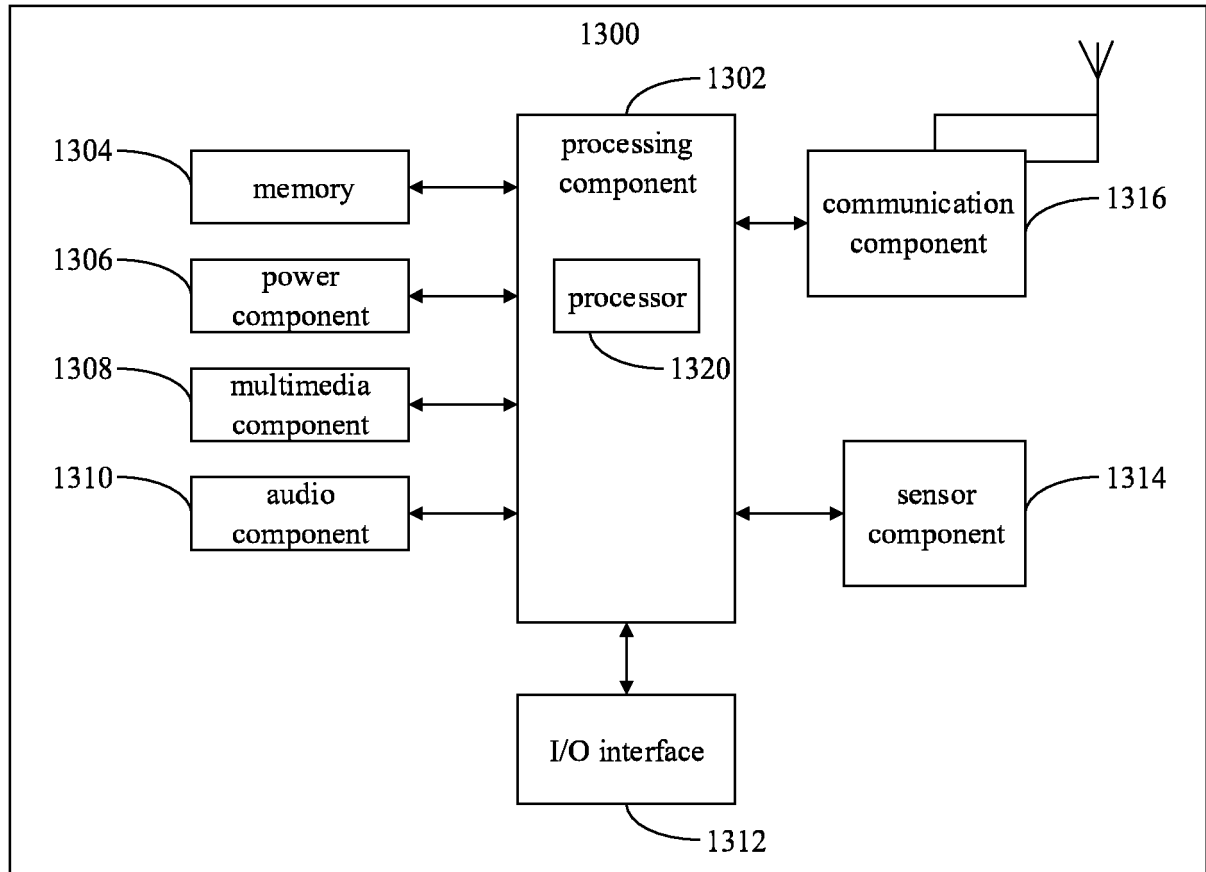 1300
1302
processing
component
1304
memory
communication
component
1316
1306
power
component
processor
1320
1308
multimedia
component
1310
audio
component
sensor
component
1314
I/O interface
1312